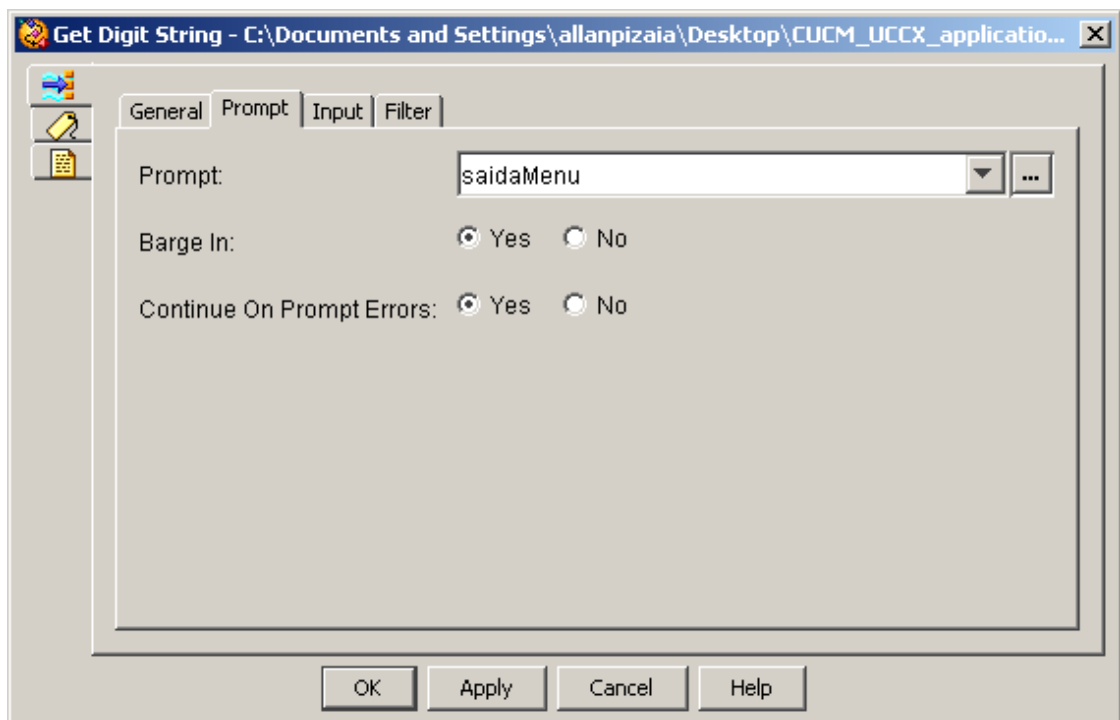 Get Digit String - C:\Documents and Settings\allanpizaia\Desktop\CUCM_UCCX_applicatio...
General Prompt Input Filter
Prompt: saidaMenu ...
Barge In: Yes No
Continue On Prompt Errors: Yes No
OK Apply Cancel Help